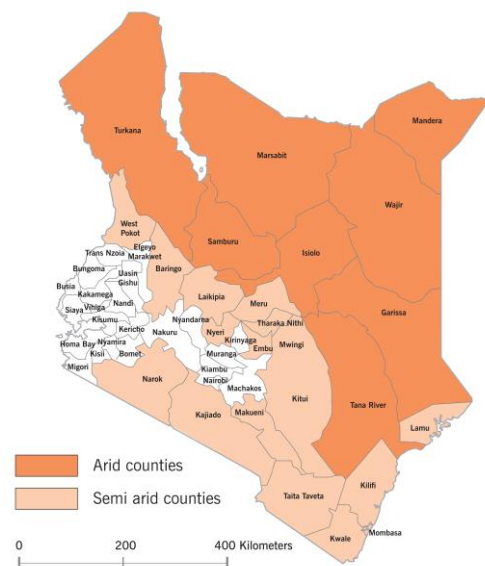 Turkana
Mandera
Marsabit
Wajir
West
Pokot
Samburu
Isiolo
Trans Nzoia
Elgeyo
Marakwet
Bungoma
Uasin
Gishu
Baringo
Busia
Kakamega
Laikipia
Meru
Garissa
Siaya
Vihiga
Nandi
Nyandarna
Kisumu
Tharaka.Nithi
Kericho
Nyeri
Kirinyaga
Homa Bay
Nyamira
Nakuru
Embu
Mwingi
Kisii
Bomet
Muranga
Migori
Kiambu
Nairobi
Machakos
Narok
Kitui
Tana River
Kajiado
Makueni
Lamu
Arid counties
Semi arid counties
Taita Taveta
Kilifi
Mombasa
Kwale
0 200 400 Kilometers